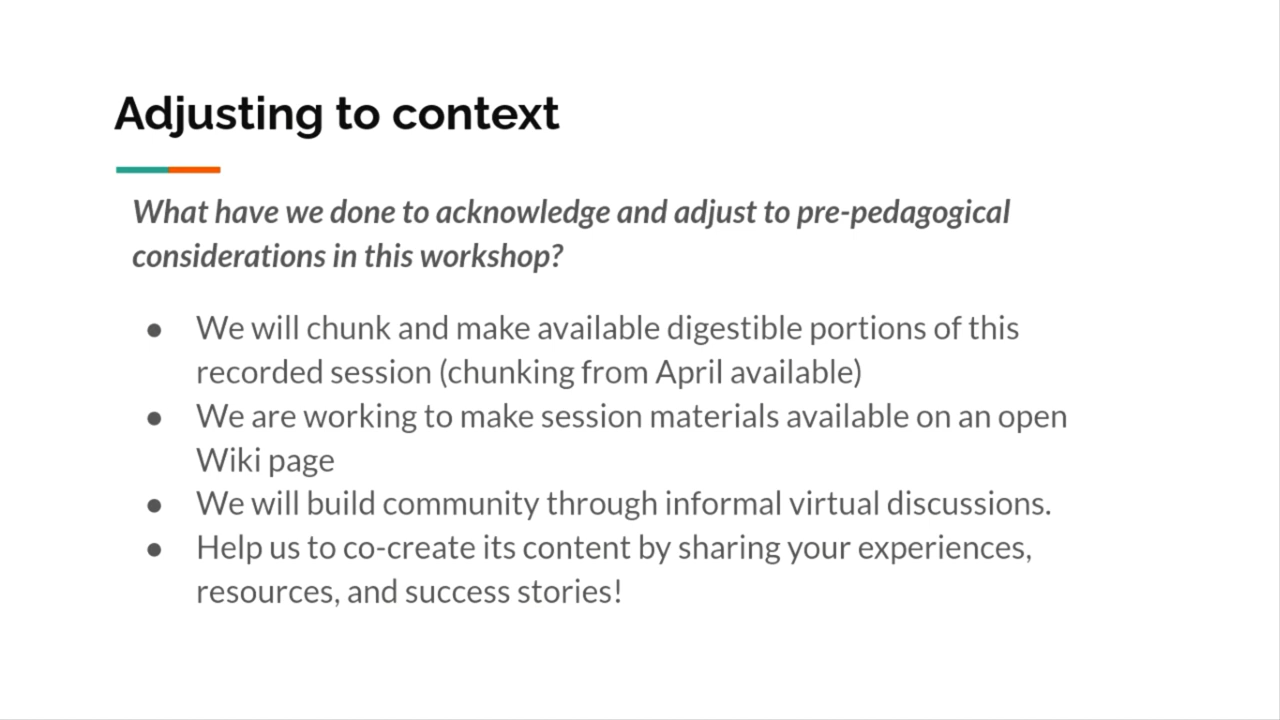 Adjusting to context
What have we done to acknowledge and adjust to pre-pedagogical
considerations in this workshop?
● We will chunk and make available digestible portions of this
recorded session (chunking from April available)
● We are working to make session materials available on an open
Wiki page
● We will build community through informal virtual discussions.
● Help us to co-create its content by sharing your experiences,
resources, and success stories!